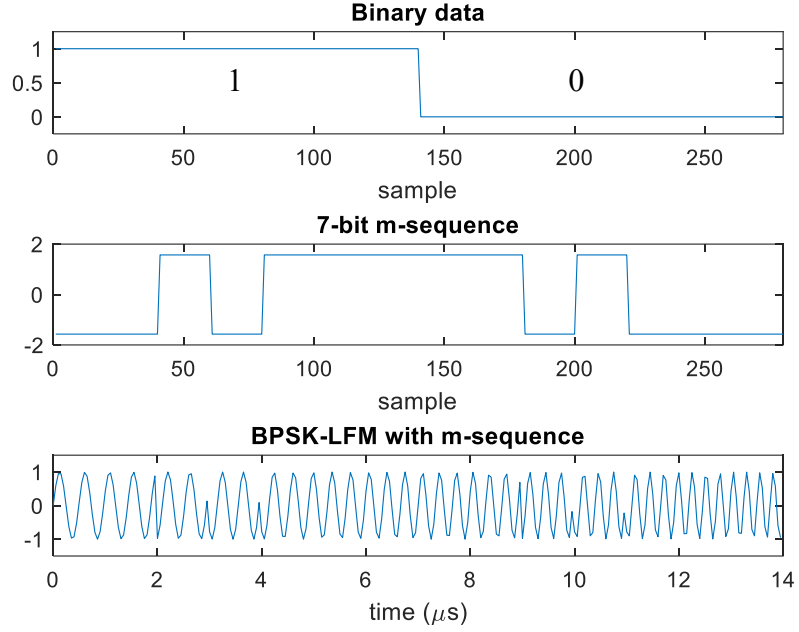 Binary data
1
0.5
0
1 0
0 50 100 150 200 250
sample
7-bit m-sequence
2
0
-2
0 50 100 150 200 250
sample
BPSK-LFM with m-sequence
1
0
-1
0 2 4 6 8 10 12 14
time (μs)